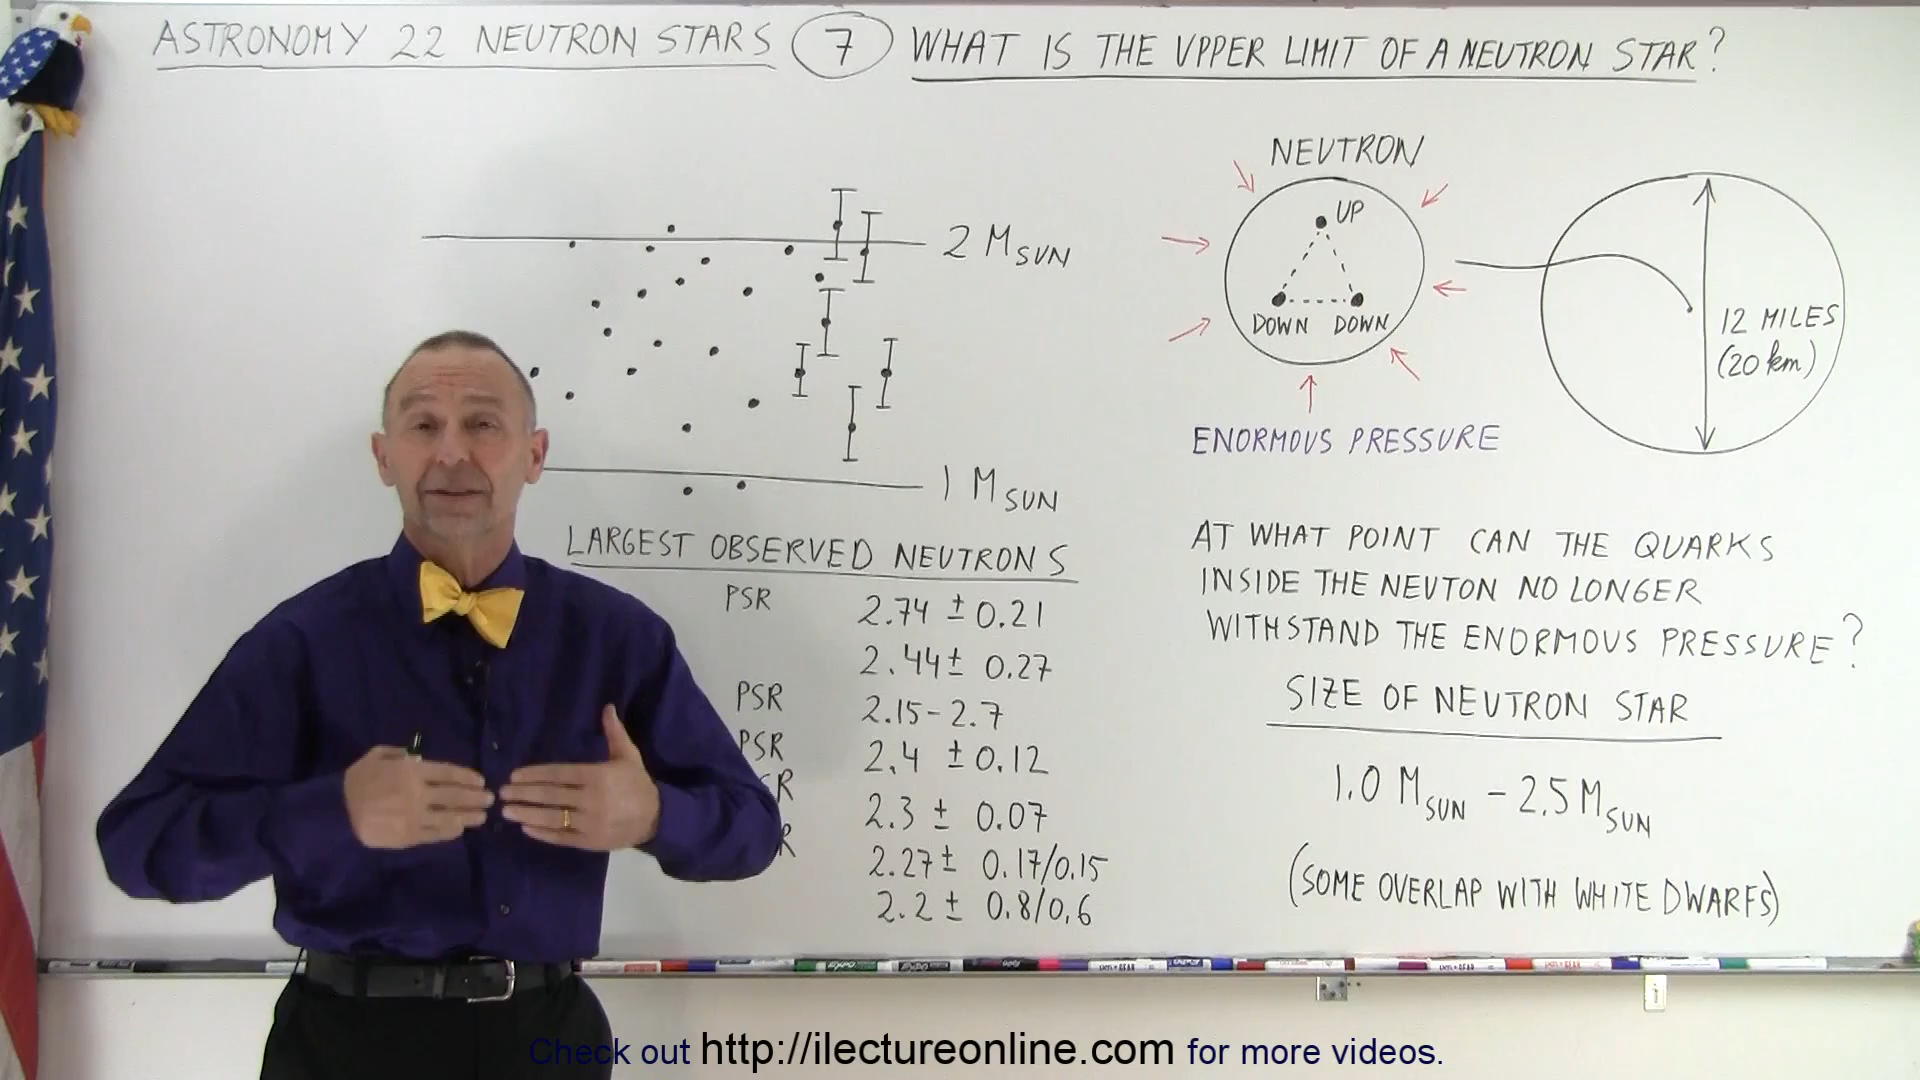 ASTRONOMY 22 NEUTRON STARS 7 WHAT IS THE UPPER LIMIT OF A NEUTRON STAR?
2 MSUN
1 MSUN
LARGEST OBSERVED NEUTRON S
PSR 2.74 ± 0.21
2.44 ± 0.27
PSR 2.15 - 2.7
PSR 2.4 ± 0.12
R 2.3 ± 0.07
R 2.27 ± 0.17/0.15
2.2 ± 0.8/0.6
NEUTRON
UP
DOWN DOWN
ENORMOUS PRESSURE
12 MILES
(20 km)
AT WHAT POINT CAN THE QUARKS
INSIDE THE NEUTON NO LONGER
WITHSTAND THE ENORMOUS PRESSURE?
SIZE OF NEUTRON STAR
1.0 MSUN - 2.5 MSUN
(SOME OVERLAP WITH WHITE DWARFS)
Check out http://ilectureonline.com for more videos.